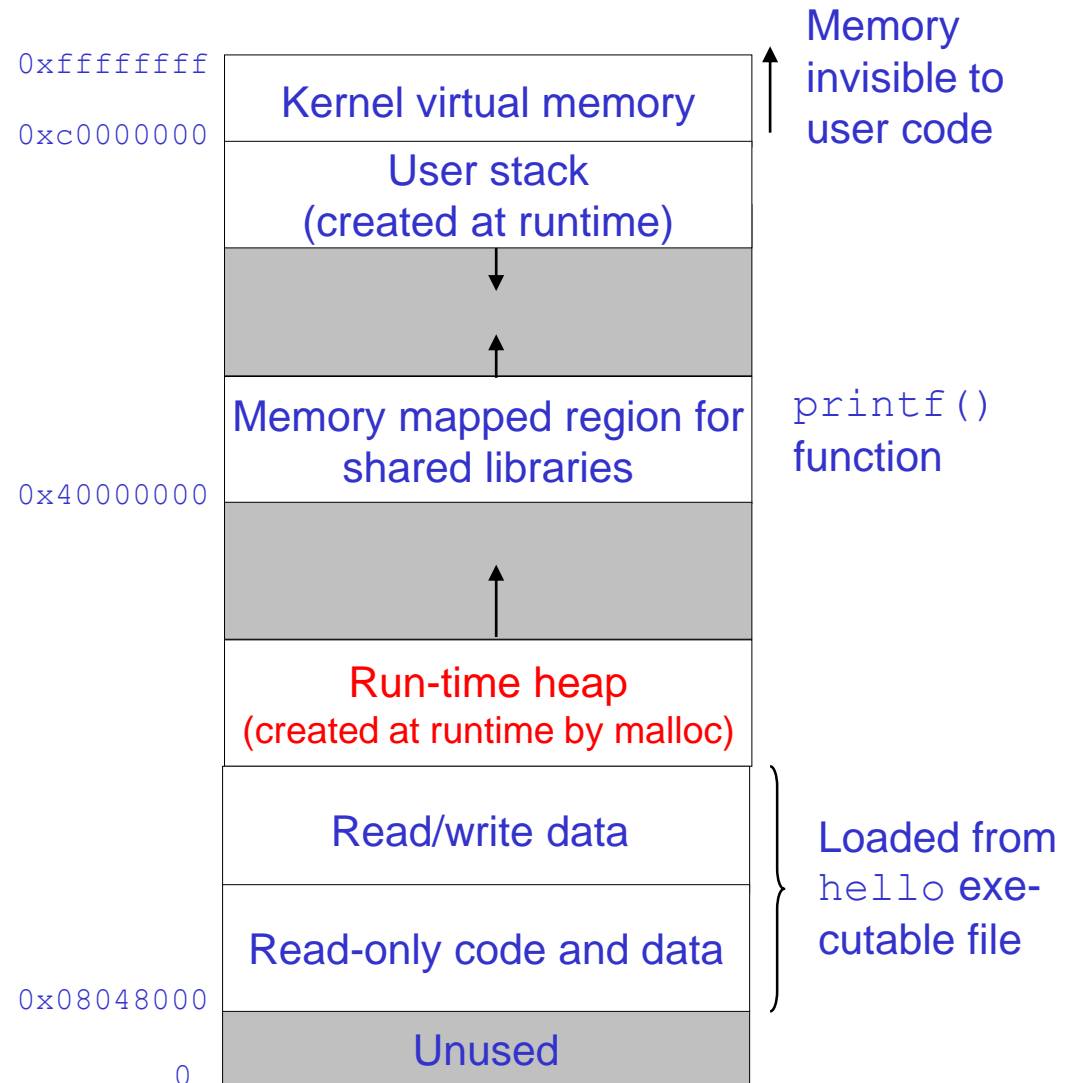 Memory
invisible to
user code
0xffffffff
Kernel virtual memory
0xc0000000
User stack
(created at runtime)
Memory mapped region for
shared libraries
printf()
function
0x40000000
Run-time heap
(created at runtime by malloc)
Read/write data
Loaded from
hello exe-
cutable file
Read-only code and data
0x08048000
Unused
0